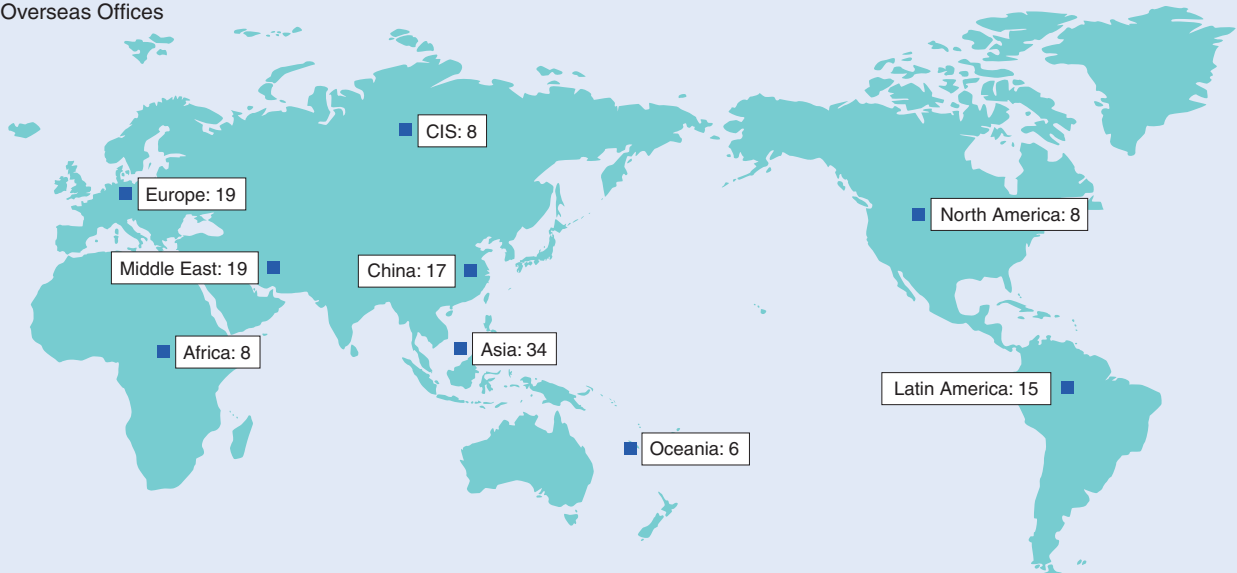 Overseas Offices
CIS: 8
Europe: 19
North America: 8
Middle East: 19
China: 17
Africa: 8
Asia: 34
Latin America: 15
Oceania: 6